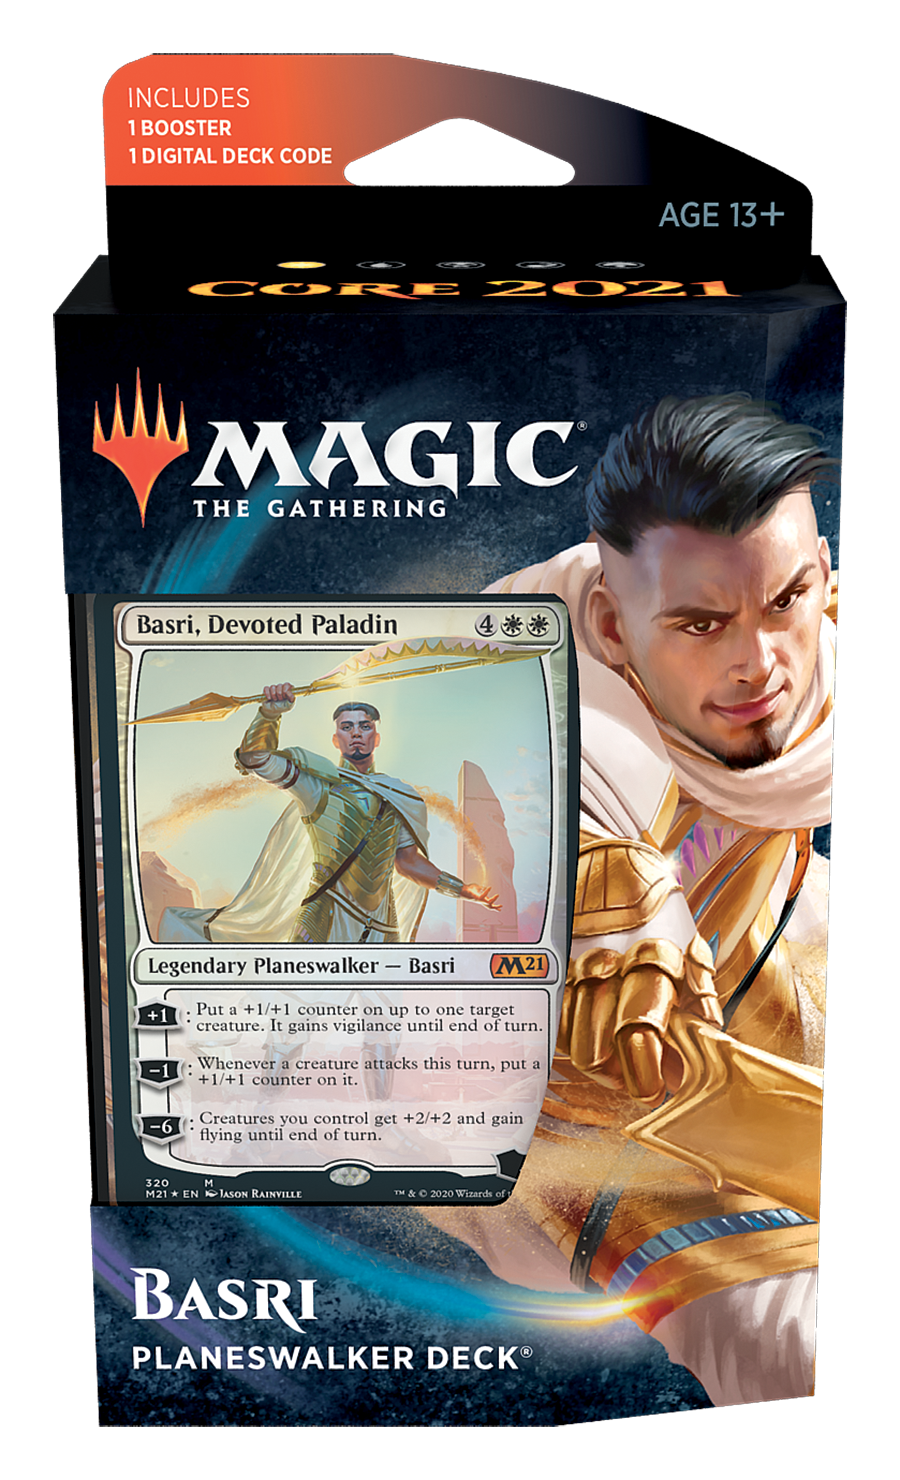 INCLUDES
1 BOOSTER
1 DIGITAL DECK CODE
AGE 13+
CORE 2021
MAGIC®
THE GATHERING
Basri, Devoted Paladin 4
Legendary Planeswalker — Basri M21
+1: Put a +1/+1 counter on up to one target
creature. It gains vigilance until end of turn.
−1: Whenever a creature attacks this turn, put a
+1/+1 counter on it.
−6: Creatures you control get +2/+2 and gain
flying until end of turn.
320 M
M21 ★ EN Jason Rainville ™ & © 2020 Wizards of
BASRI
PLANESWALKER DECK®